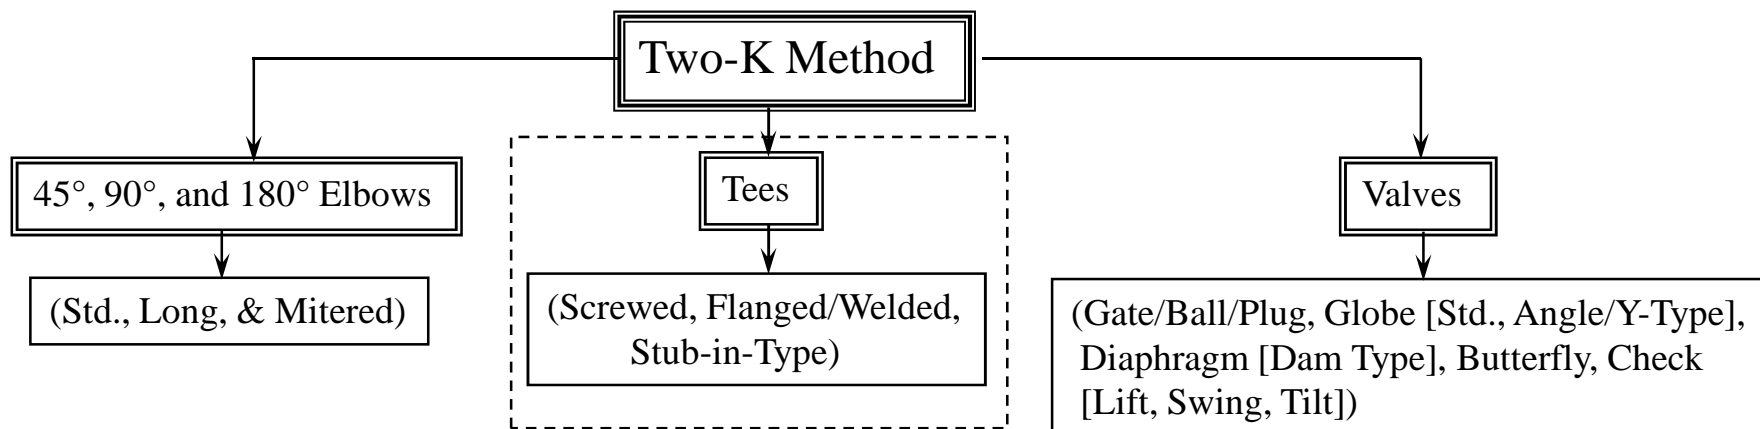 Two-K Method
45°, 90°, and 180° Elbows
Tees
Valves
(Std., Long, & Mitered)
(Screwed, Flanged/Welded,
Stub-in-Type)
(Gate/Ball/Plug, Globe [Std., Angle/Y-Type],
Diaphragm [Dam Type], Butterfly, Check
[Lift, Swing, Tilt])